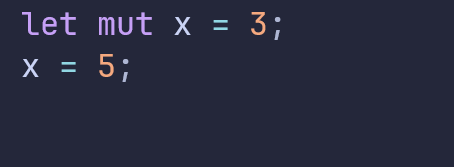 let mut x = 3;
x = 5;